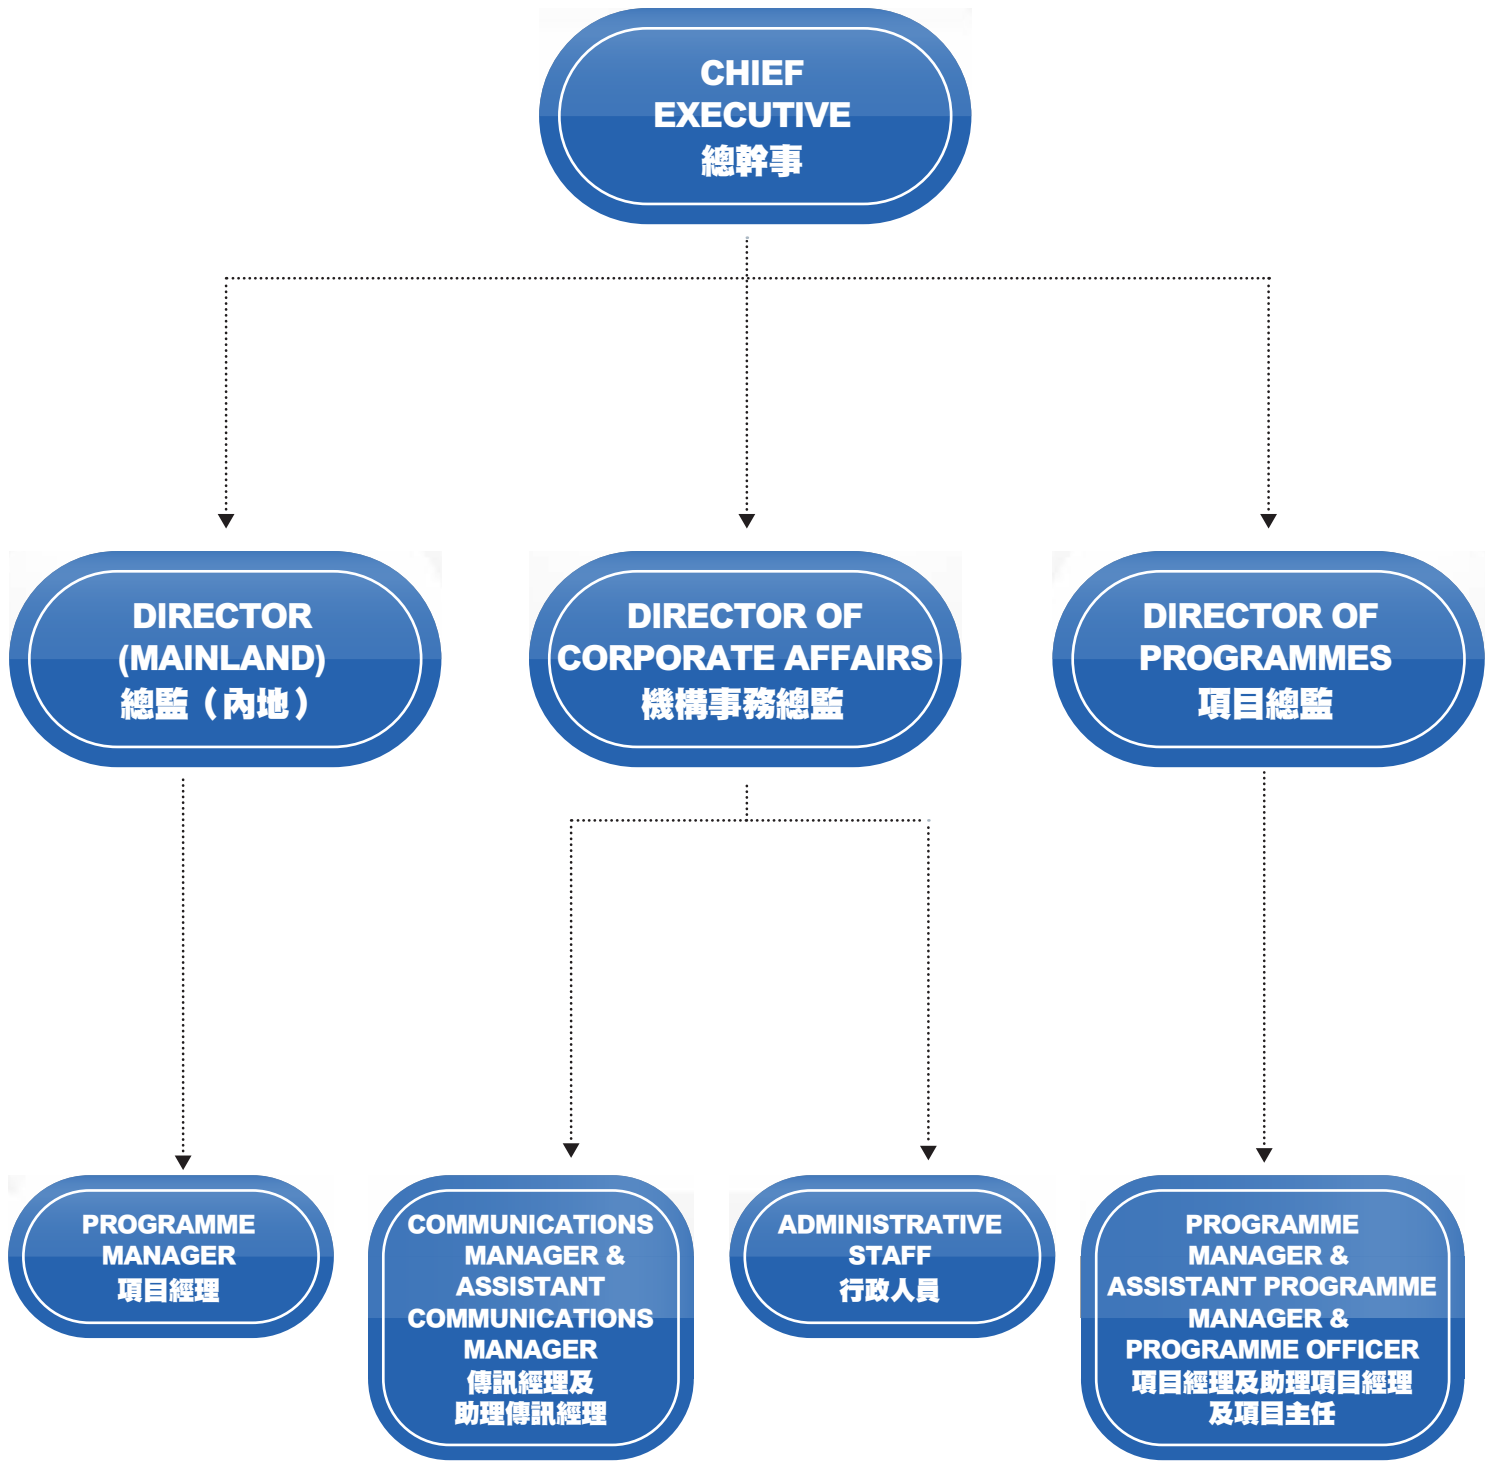 CHIEF
EXECUTIVE
總幹事
DIRECTOR
(MAINLAND)
總監（內地）
DIRECTOR OF
CORPORATE AFFAIRS
機構事務總監
DIRECTOR OF
PROGRAMMES
項目總監
PROGRAMME
MANAGER
項目經理
COMMUNICATIONS
MANAGER &
ASSISTANT
COMMUNICATIONS
MANAGER
傳訊經理及
助理傳訊經理
ADMINISTRATIVE
STAFF
行政人員
PROGRAMME
MANAGER &
ASSISTANT PROGRAMME
MANAGER &
PROGRAMME OFFICER
項目經理及助理項目經理
及項目主任